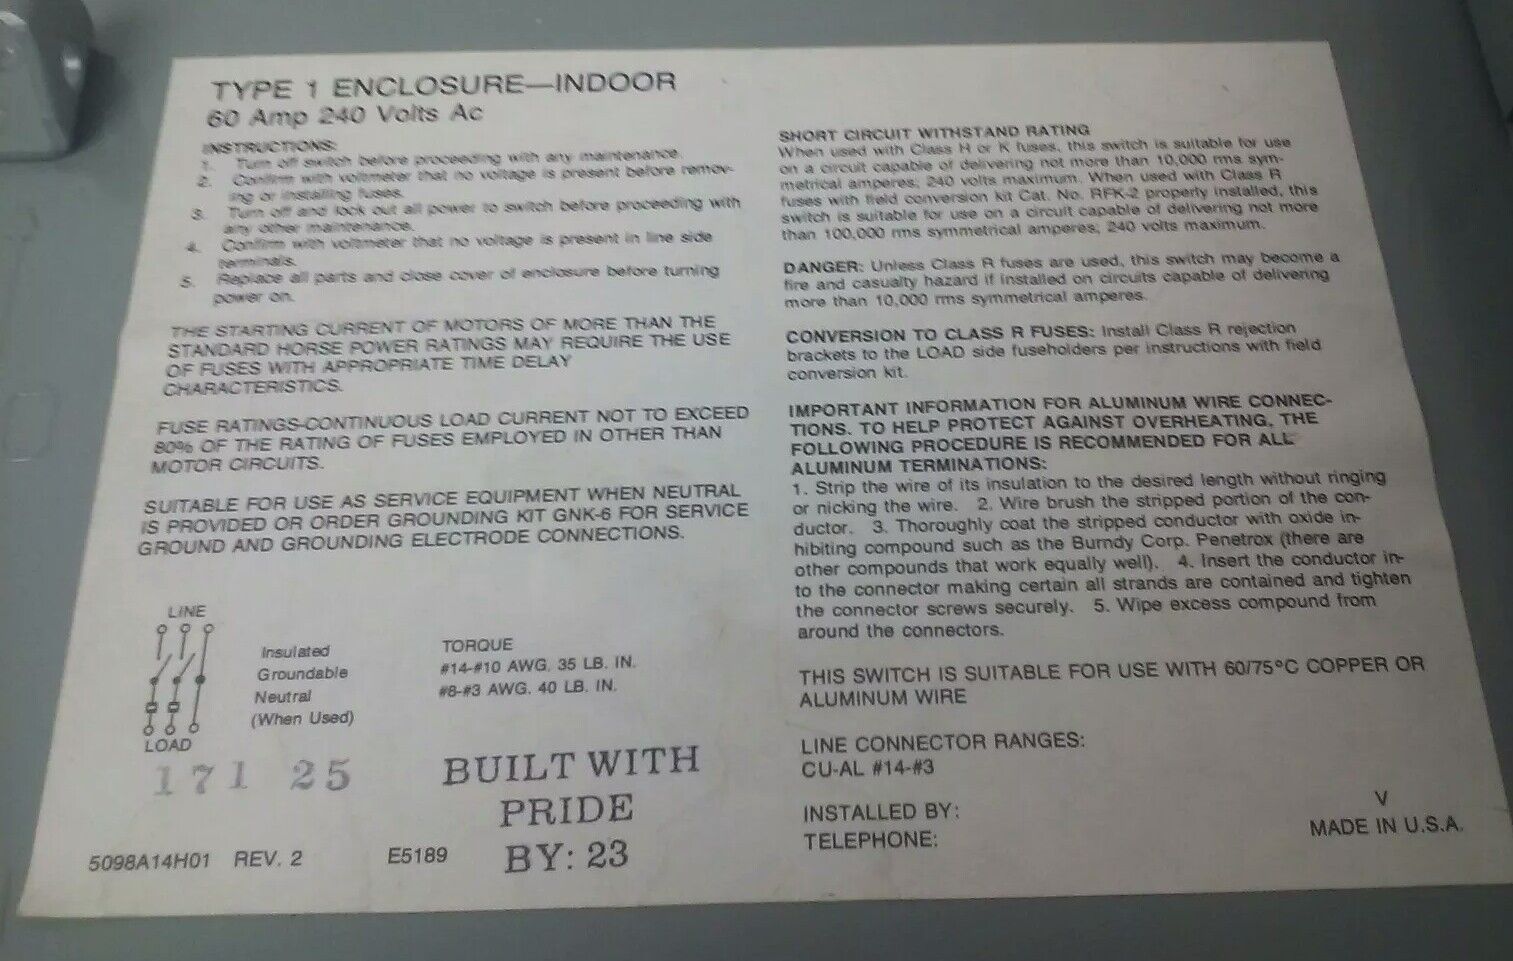 TYPE 1 ENCLOSURE—INDOOR
60 Amp 240 Volts Ac
INSTRUCTIONS:
1. Turn off switch before proceeding with any maintenance.
2. Confirm with voltmeter that no voltage is present before remov-
ing or installing fuses.
3. Turn off and lock out all power to switch before proceeding with
any other maintenance.
4. Confirm with voltmeter that no voltage is present in line side
terminals.
5. Replace all parts and close cover of enclosure before turning
power on.
THE STARTING CURRENT OF MOTORS OF MORE THAN THE
STANDARD HORSE POWER RATINGS MAY REQUIRE THE USE
OF FUSES WITH APPROPRIATE TIME DELAY
CHARACTERISTICS.
FUSE RATINGS-CONTINUOUS LOAD CURRENT NOT TO EXCEED
80% OF THE RATING OF FUSES EMPLOYED IN OTHER THAN
MOTOR CIRCUITS.
SUITABLE FOR USE AS SERVICE EQUIPMENT WHEN NEUTRAL
IS PROVIDED OR ORDER GROUNDING KIT GNK-6 FOR SERVICE
GROUND AND GROUNDING ELECTRODE CONNECTIONS.
LINE
Insulated
Groundable
Neutral
(When Used)
LOAD
TORQUE
#14-#10 AWG. 35 LB. IN.
#8-#3 AWG. 40 LB. IN.
171 25
BUILT WITH
PRIDE
BY: 23
5098A14H01 REV. 2 E5189
SHORT CIRCUIT WITHSTAND RATING
When used with Class H or K fuses, this switch is suitable for use
on a circuit capable of delivering not more than 10,000 rms sym-
metrical amperes; 240 volts maximum. When used with Class R
fuses with field conversion kit Cat. No. RFK-2 properly installed, this
switch is suitable for use on a circuit capable of delivering not more
than 100,000 rms symmetrical amperes; 240 volts maximum.
DANGER: Unless Class R fuses are used, this switch may become a
fire and casualty hazard if installed on circuits capable of delivering
more than 10,000 rms symmetrical amperes.
CONVERSION TO CLASS R FUSES: Install Class R rejection
brackets to the LOAD side fuseholders per instructions with field
conversion kit.
IMPORTANT INFORMATION FOR ALUMINUM WIRE CONNEC-
TIONS. TO HELP PROTECT AGAINST OVERHEATING, THE
FOLLOWING PROCEDURE IS RECOMMENDED FOR ALL
ALUMINUM TERMINATIONS:
1. Strip the wire of its insulation to the desired length without ringing
or nicking the wire. 2. Wire brush the stripped portion of the con-
ductor. 3. Thoroughly coat the stripped conductor with oxide in-
hibiting compound such as the Burndy Corp. Penetrox (there are
other compounds that work equally well). 4. Insert the conductor in-
to the connector making certain all strands are contained and tighten
the connector screws securely. 5. Wipe excess compound from
around the connectors.
THIS SWITCH IS SUITABLE FOR USE WITH 60/75°C COPPER OR
ALUMINUM WIRE
LINE CONNECTOR RANGES:
CU-AL #14-#3
INSTALLED BY:
TELEPHONE:
V
MADE IN U.S.A.